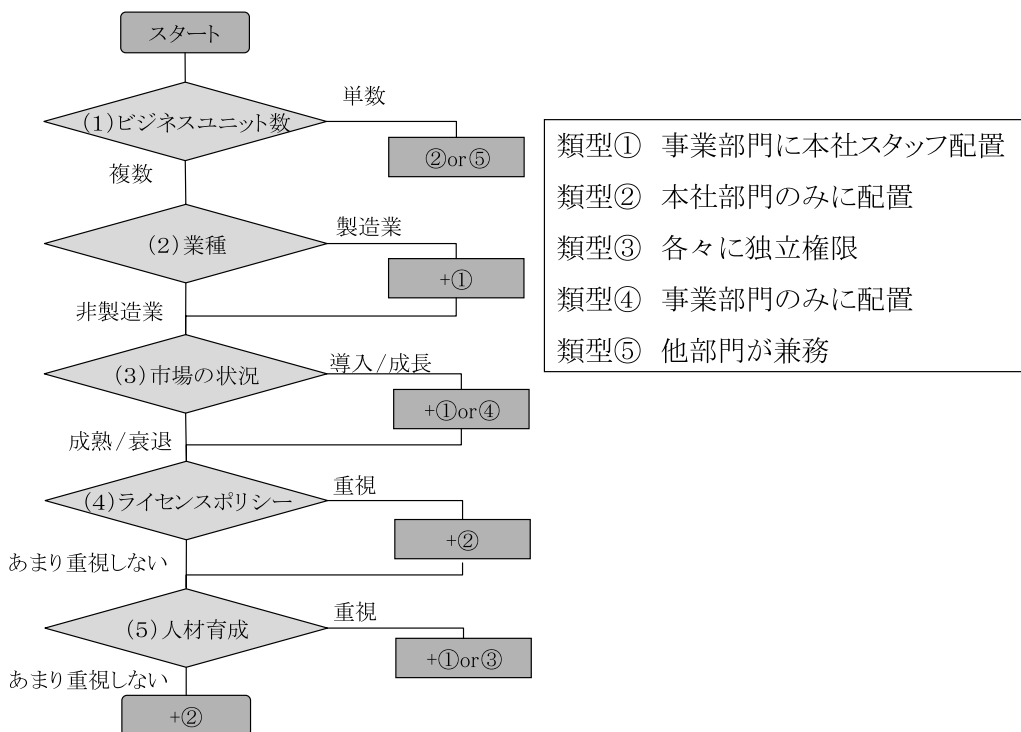 スタート
(1)ビジネスユニット数
単数
②or⑤
複数
(2)業種
製造業
+①
非製造業
(3)市場の状況
導入/成長
+①or④
成熟/衰退
(4)ライセンスポリシー
重視
+②
あまり重視しない
(5)人材育成
重視
+①or③
あまり重視しない
+②
類型① 事業部門に本社スタッフ配置
類型② 本社部門のみに配置
類型③ 各々に独立権限
類型④ 事業部門のみに配置
類型⑤ 他部門が兼務